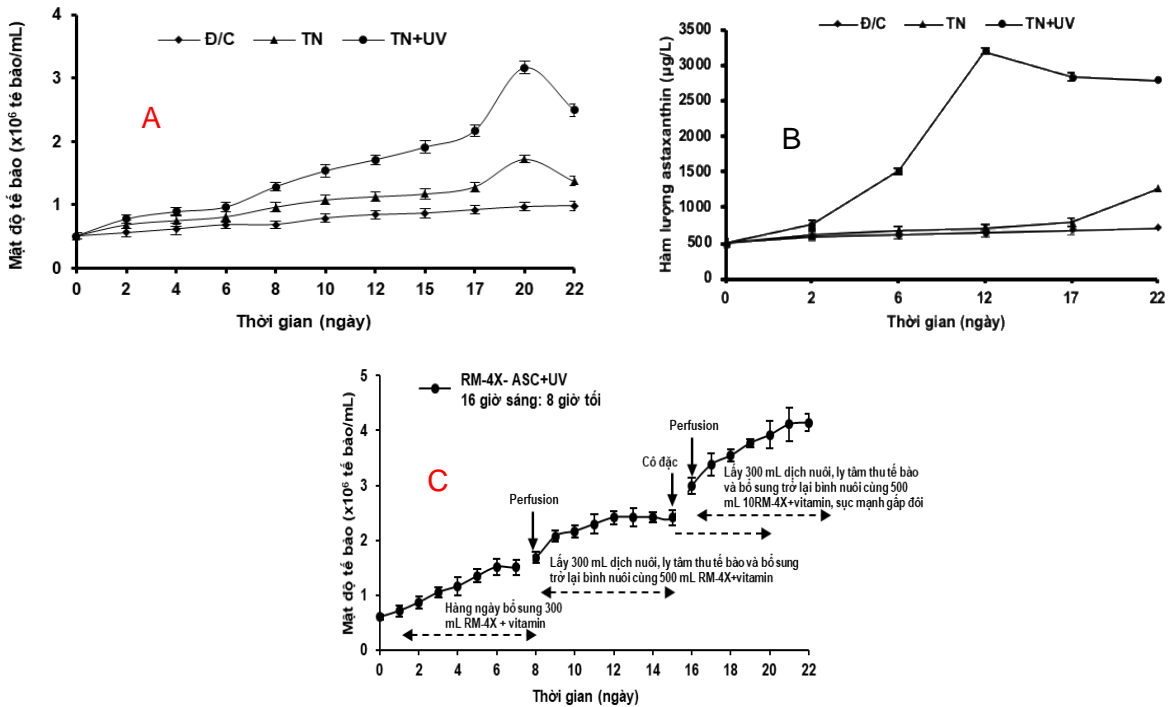 Đ/C TN TN+UV
Mật độ tế bào (x10⁶ tế bào/mL)
4
3
2
1
0
A
0 2 4 6 8 10 12 15 17 20 22
Thời gian (ngày)
Đ/C TN TN+UV
Hàm lượng astaxanthin (µg/L)
3500
3000
2500
2000
1500
1000
500
0
B
0 2 6 12 17 22
Thời gian (ngày)
RM-4X- ASC+UV
16 giờ sáng: 8 giờ tối
Mật độ tế bào (x10⁶ tế bào/mL)
5
4
3
2
1
0
C
Perfusion
Cô đặc
Perfusion
Lấy 300 mL dịch nuôi, ly tâm thu tế bào
và bổ sung trở lại bình nuôi cùng 500
mL 10RM-4X+vitamin, sục mạnh gấp đôi
Lấy 300 mL dịch nuôi, ly tâm thu tế bào và bổ sung
trở lại bình nuôi cùng 500 mL RM-4X+vitamin
Hàng ngày bổ sung 300
mL RM-4X + vitamin
0 2 4 6 8 10 12 14 16 18 20 22
Thời gian (ngày)